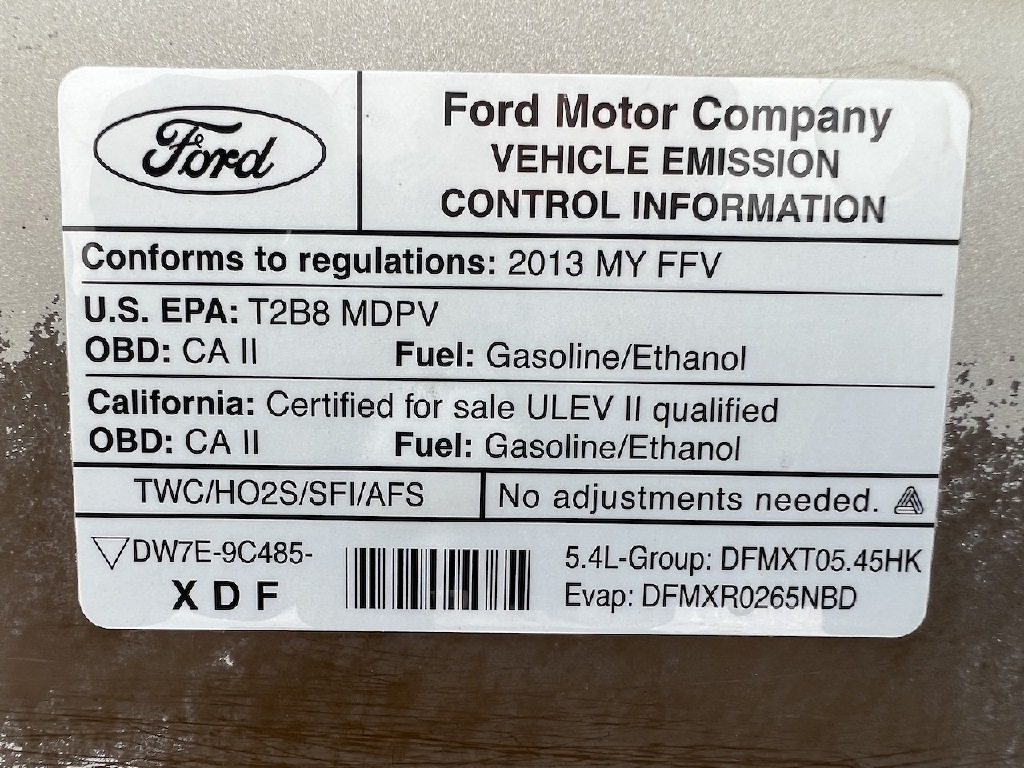 Ford
Ford Motor Company
VEHICLE EMISSION
CONTROL INFORMATION
Conforms to regulations: 2013 MY FFV
U.S. EPA: T2B8 MDPV
OBD: CA II Fuel: Gasoline/Ethanol
California: Certified for sale ULEV II qualified
OBD: CA II Fuel: Gasoline/Ethanol
TWC/HO2S/SFI/AFS No adjustments needed.
DW7E-9C485-
X D F
5.4L-Group: DFMXT05.45HK
Evap: DFMXR0265NBD